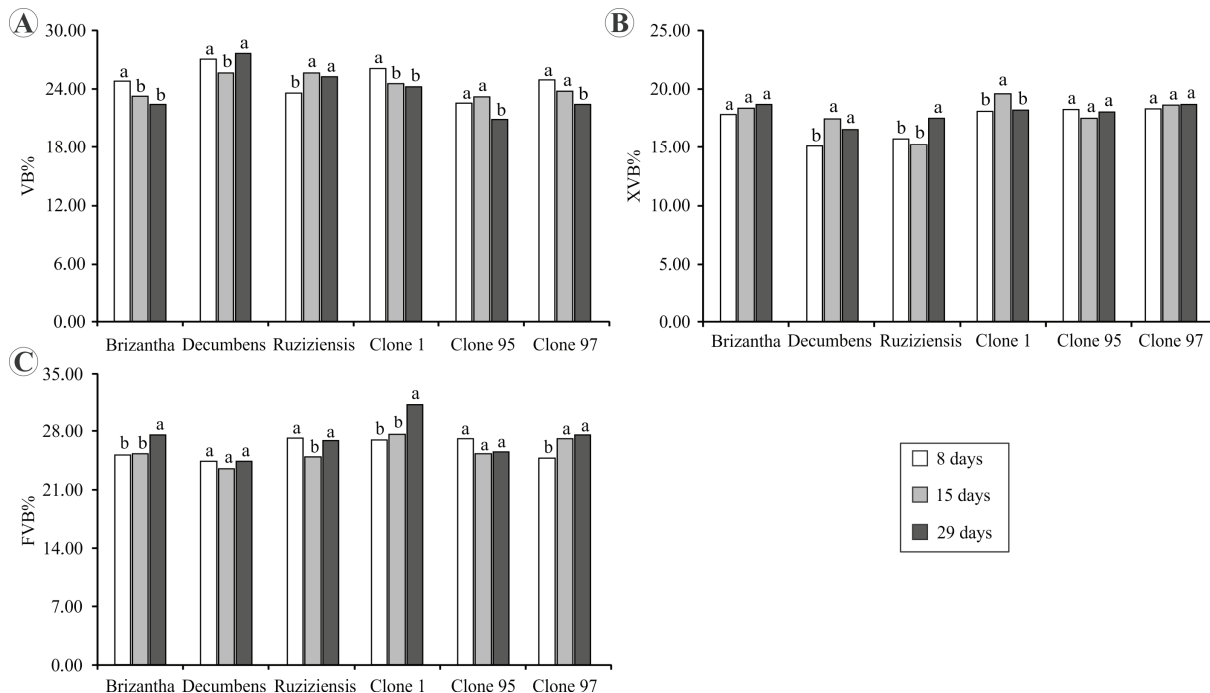 A
VB%
30.00
24.00
18.00
12.00
6.00
0.00
a b b a b a b a a a b b a a b a a b
Brizantha Decumbens Ruziziensis Clone 1 Clone 95 Clone 97
B
XVB%
25.00
20.00
15.00
10.00
5.00
0.00
a a a b a a b b a b a b a a a a a a
Brizantha Decumbens Ruziziensis Clone 1 Clone 95 Clone 97
C
FVB%
35.00
28.00
21.00
14.00
7.00
0.00
b b a a a a a b a b b a a a a b a a
Brizantha Decumbens Ruziziensis Clone 1 Clone 95 Clone 97
8 days
15 days
29 days